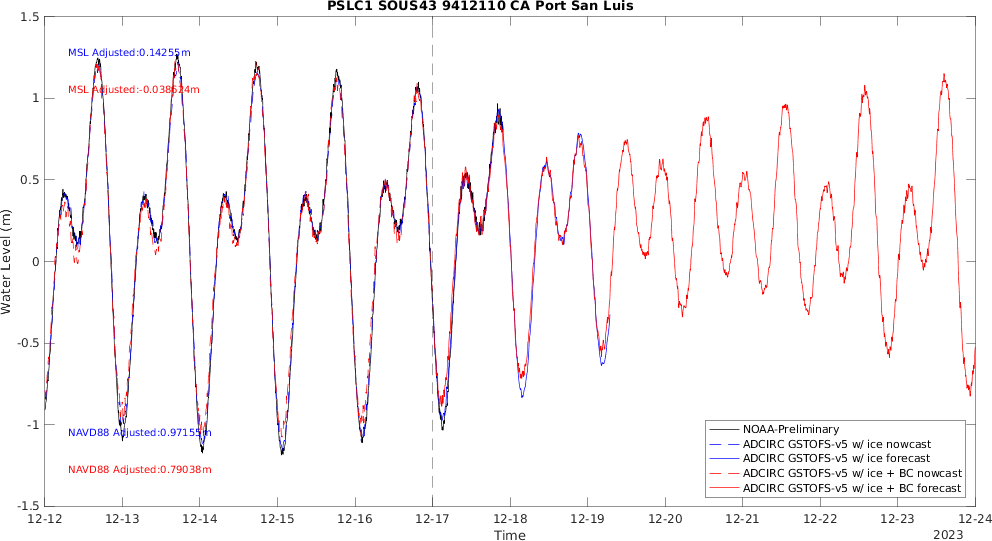 PSLC1 SOUS43 9412110 CA Port San Luis
1.5
1
0.5
0
-0.5
-1
-1.5
Water Level (m)
MSL Adjusted:0.14255m
MSL Adjusted:-0.038624m
NAVD88 Adjusted:0.97155m
NAVD88 Adjusted:0.79038m
NOAA-Preliminary
ADCIRC GSTOFS-v5 w/ ice nowcast
ADCIRC GSTOFS-v5 w/ ice forecast
ADCIRC GSTOFS-v5 w/ ice + BC nowcast
ADCIRC GSTOFS-v5 w/ ice + BC forecast
12-12 12-13 12-14 12-15 12-16 12-17 12-18 12-19 12-20 12-21 12-22 12-23 12-24
Time
2023